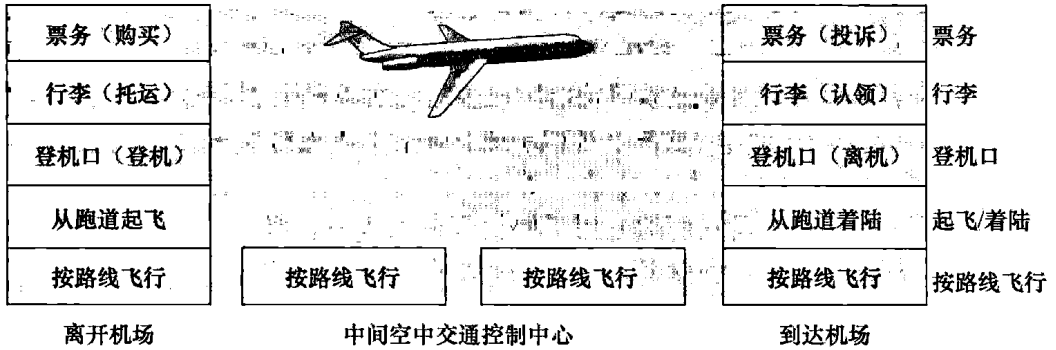 票务（购买） 票务（投诉） 票务
行李（托运） 行李（认领） 行李
登机口（登机） 登机口（离机） 登机口
从跑道起飞 从跑道着陆 起飞/着陆
按路线飞行 按路线飞行 按路线飞行 按路线飞行 按路线飞行
离开机场 中间空中交通控制中心 到达机场